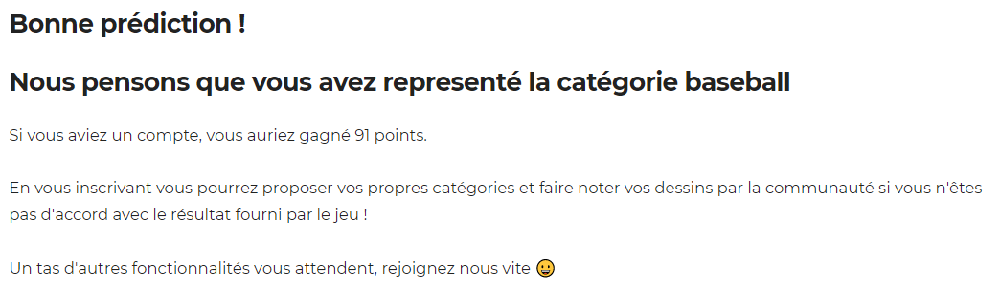 Bonne prédiction !
Nous pensons que vous avez representé la catégorie baseball
Si vous aviez un compte, vous auriez gagné 91 points.
En vous inscrivant vous pourrez proposer vos propres catégories et faire noter vos dessins par la communauté si vous n'êtes
pas d'accord avec le résultat fourni par le jeu !
Un tas d'autres fonctionnalités vous attendent, rejoignez nous vite 😀